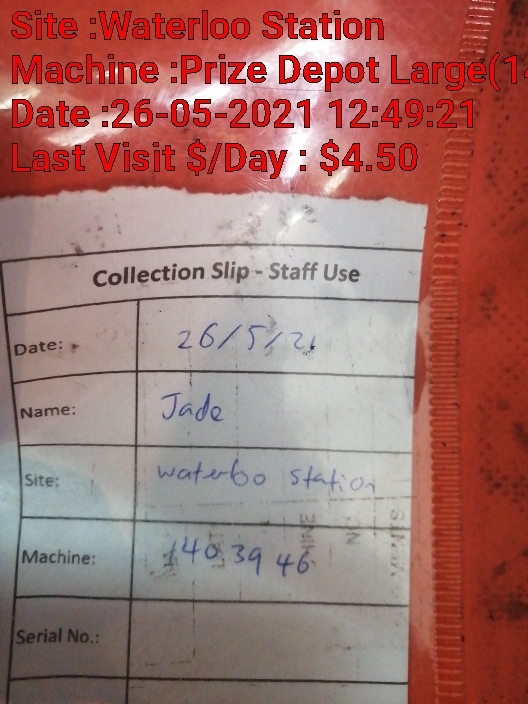 Site :Waterloo Station
Machine :Prize Depot Large(14
Date :26-05-2021 12:49:21
Last Visit $/Day : $4.50
Collection Slip - Staff Use
Date: 26/5/21
Name: Jade
Site: waterloo station
Machine: 1403946
Serial No.: